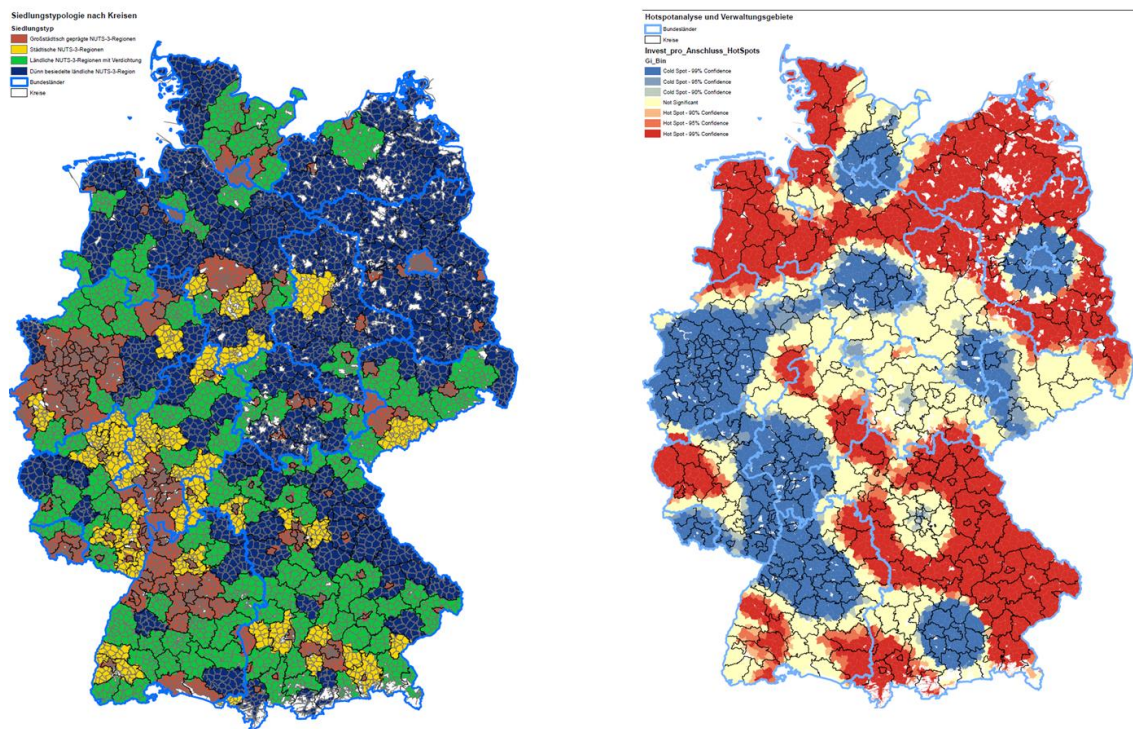 Siedlungstypologie nach Kreisen
Siedlungstyp
Großstädtisch geprägte NUTS-3-Regionen
Städtische NUTS-3-Regionen
Ländliche NUTS-3-Regionen mit Verdichtung
Dünn besiedelte ländliche NUTS-3-Region
Bundesländer
Kreise
Hotspotanalyse und Verwaltungsgebiete
Bundesländer
Kreise
Invest_pro_Anschluss_HotSpots
Gi_Bin
Cold Spot - 99% Confidence
Cold Spot - 95% Confidence
Cold Spot - 90% Confidence
Not Significant
Hot Spot - 90% Confidence
Hot Spot - 95% Confidence
Hot Spot - 99% Confidence